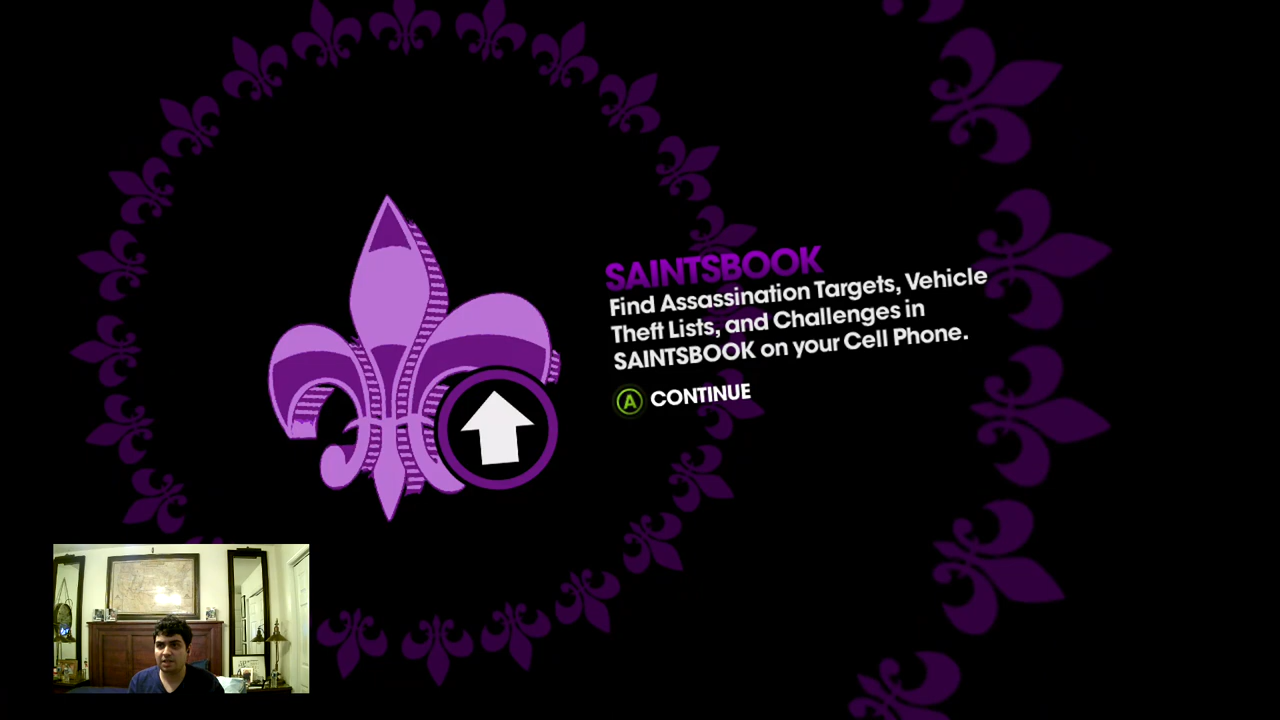 SAINTSBOOK
Find Assassination Targets, Vehicle
Theft Lists, and Challenges in
SAINTSBOOK on your Cell Phone.
A CONTINUE